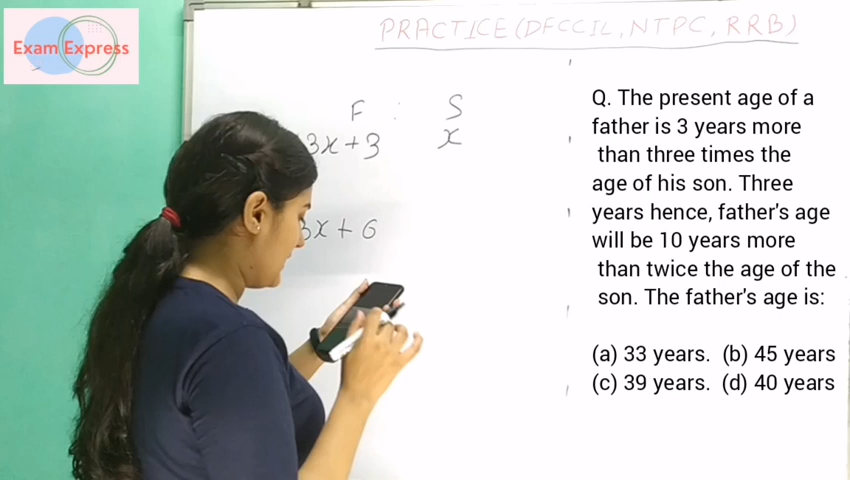 Exam Express
PRACTICE (DFCCIL, NTPC, RRB)
F : S
3x+3 x
3x + 6
Q. The present age of a
father is 3 years more
than three times the
age of his son. Three
years hence, father's age
will be 10 years more
than twice the age of the
son. The father's age is:
(a) 33 years. (b) 45 years
(c) 39 years. (d) 40 years